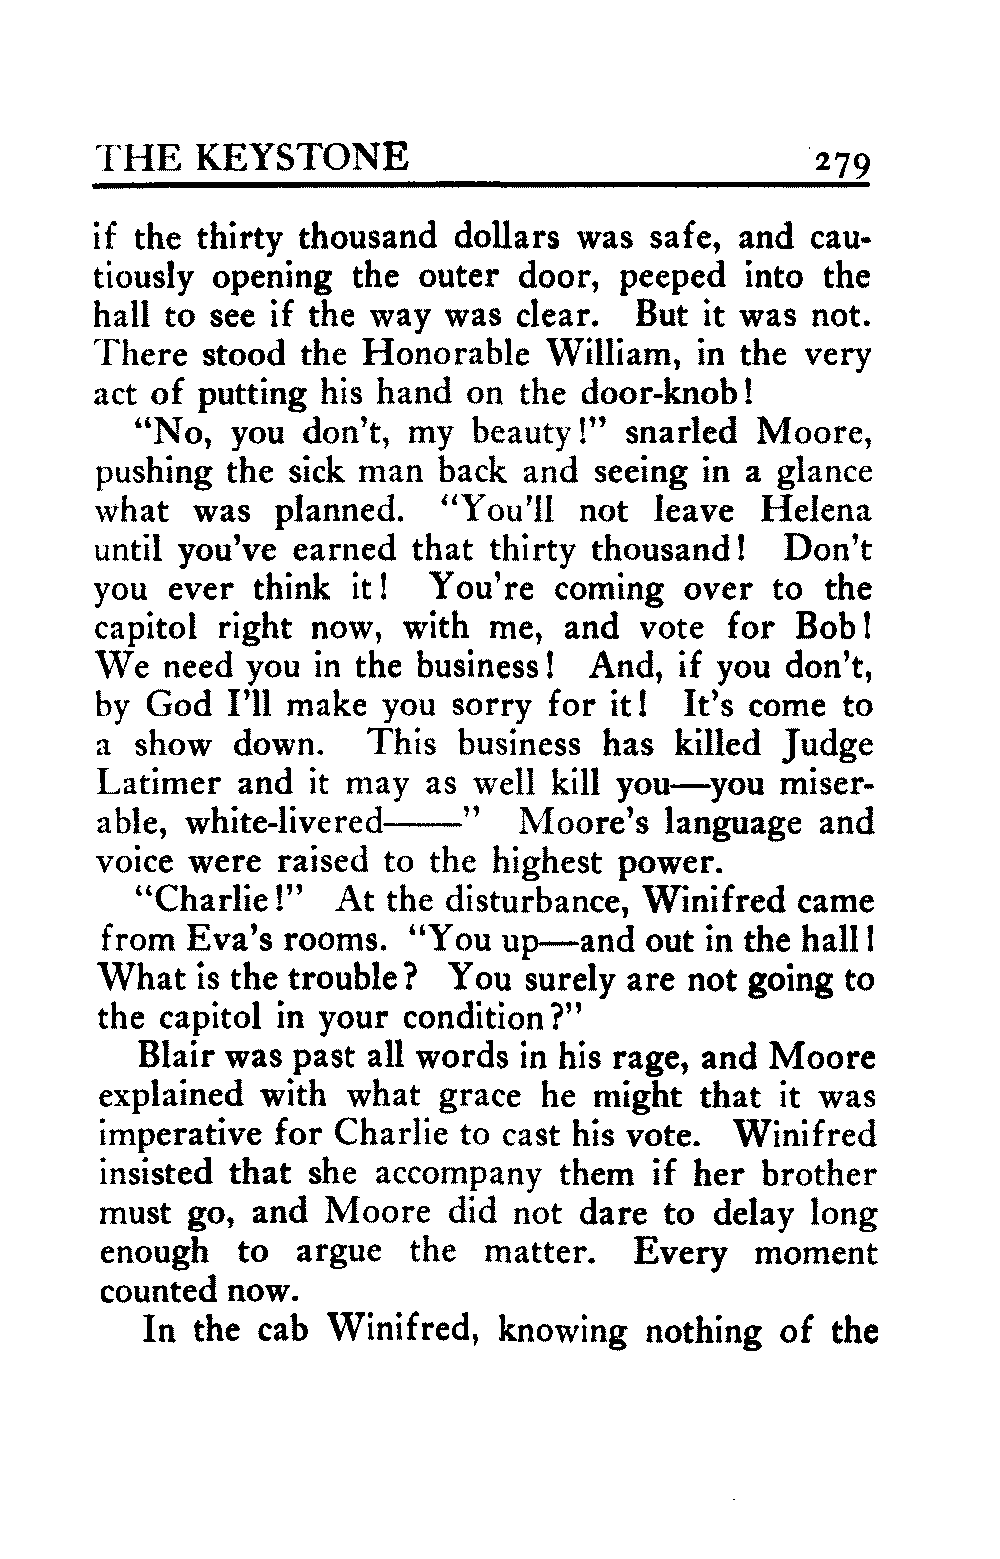 THE KEYSTONE 279
if the thirty thousand dollars was safe, and cau-
tiously opening the outer door, peeped into the
hall to see if the way was clear. But it was not.
There stood the Honorable William, in the very
act of putting his hand on the door-knob!
"No, you don't, my beauty!" snarled Moore,
pushing the sick man back and seeing in a glance
what was planned. "You'll not leave Helena
until you've earned that thirty thousand! Don't
you ever think it! You're coming over to the
capitol right now, with me, and vote for Bob!
We need you in the business! And, if you don't,
by God I'll make you sorry for it! It's come to
a show down. This business has killed Judge
Latimer and it may as well kill you—you miser-
able, white-livered——" Moore's language and
voice were raised to the highest power.
"Charlie!" At the disturbance, Winifred came
from Eva's rooms. "You up—and out in the hall!
What is the trouble? You surely are not going to
the capitol in your condition?"
Blair was past all words in his rage, and Moore
explained with what grace he might that it was
imperative for Charlie to cast his vote. Winifred
insisted that she accompany them if her brother
must go, and Moore did not dare to delay long
enough to argue the matter. Every moment
counted now.
In the cab Winifred, knowing nothing of the